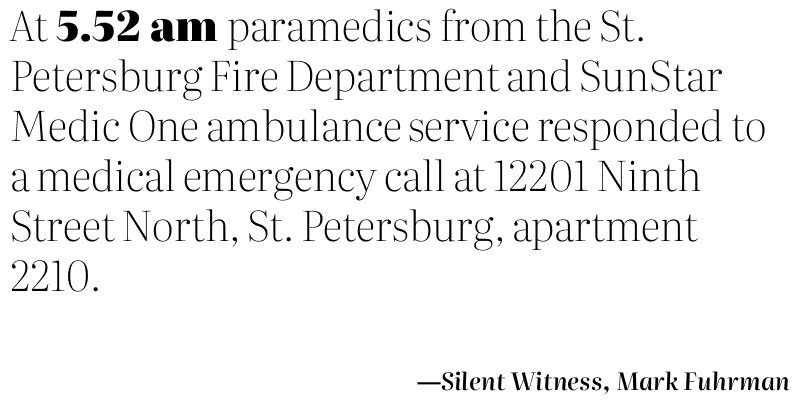 At 5.52 am paramedics from the St.
Petersburg Fire Department and SunStar
Medic One ambulance service responded to
a medical emergency call at 12201 Ninth
Street North, St. Petersburg, apartment
2210.
—Silent Witness, Mark Fuhrman